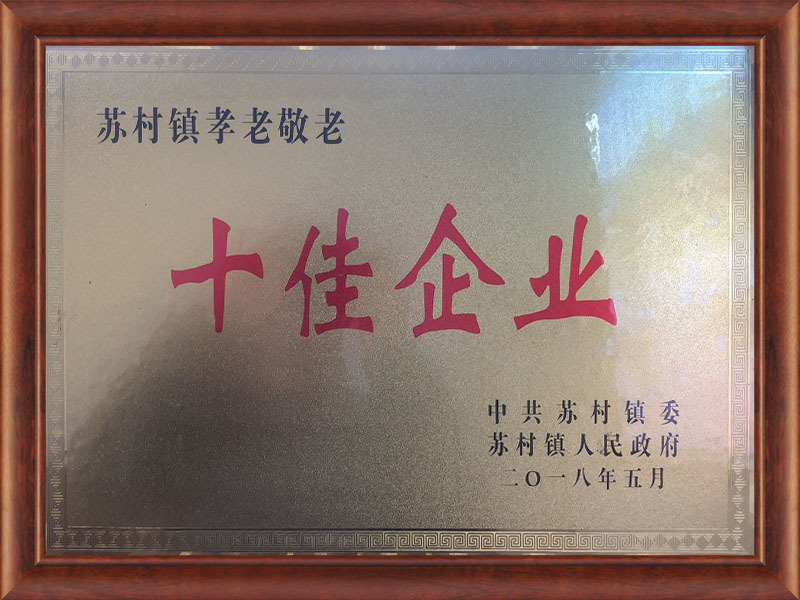 苏村镇孝老敬老
十佳企业
中共苏村镇委
苏村镇人民政府
二〇一八年五月